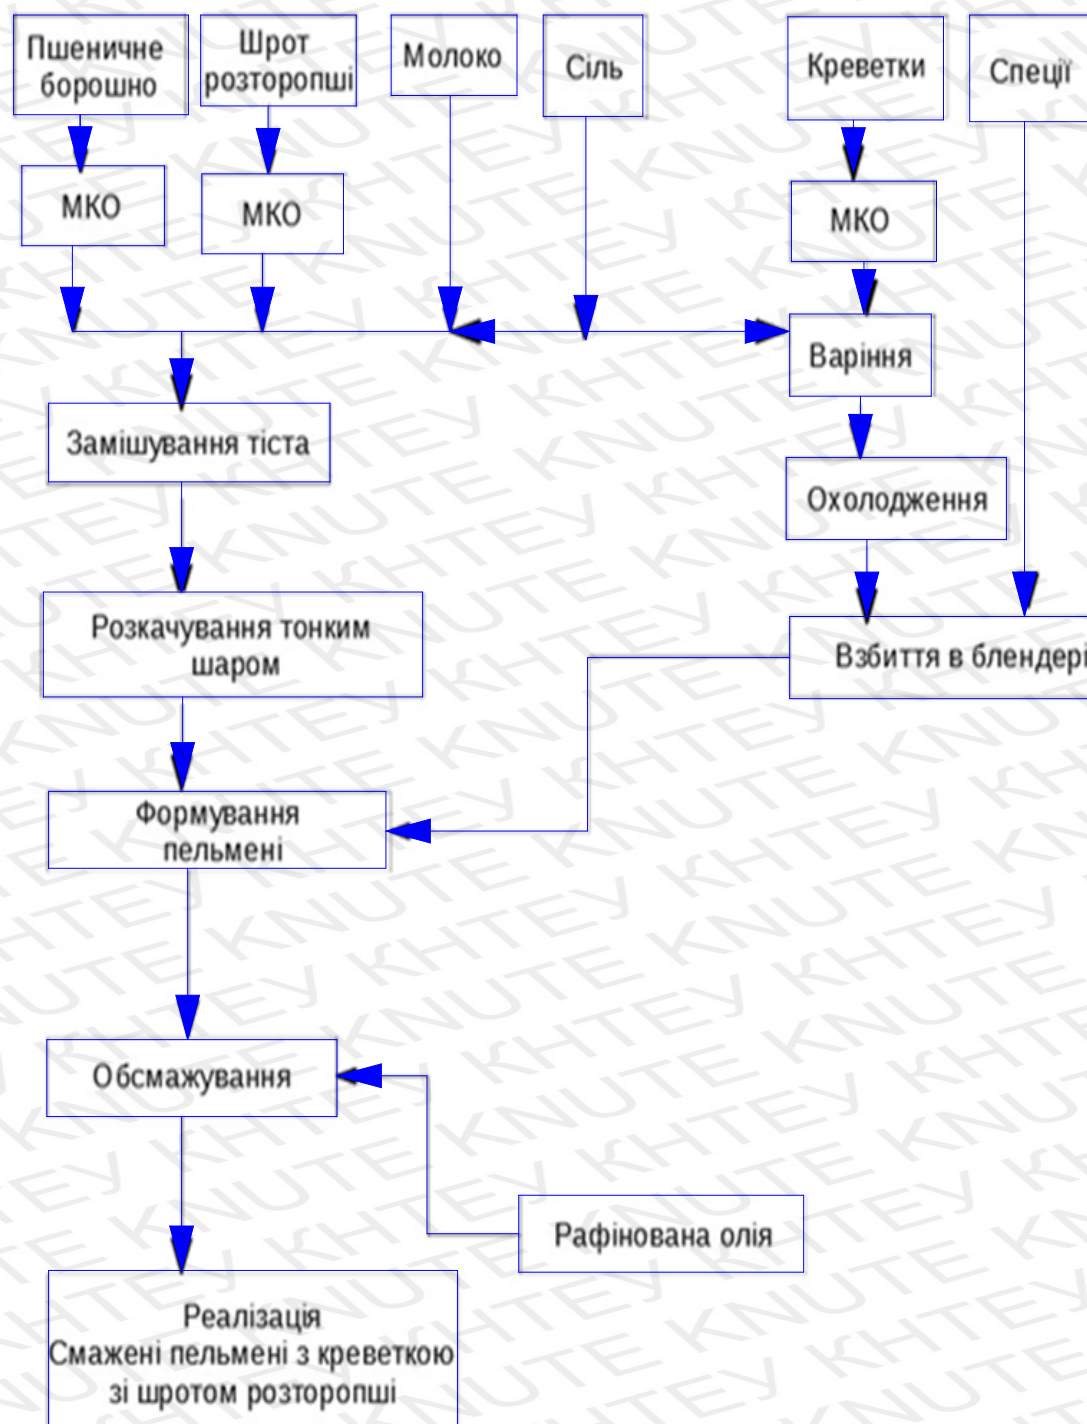 Пшеничне
борошно
Шрот
розторопші
Молоко
Сіль
Креветки
Спеції
МКО
МКО
МКО
Варіння
Замішування тіста
Охолодження
Розкачування тонким
шаром
Взбиття в блендері
Формування
пельмені
Обсмажування
Рафінована олія
Реалізація
Смажені пельмені з креветкою
зі шротом розторопші